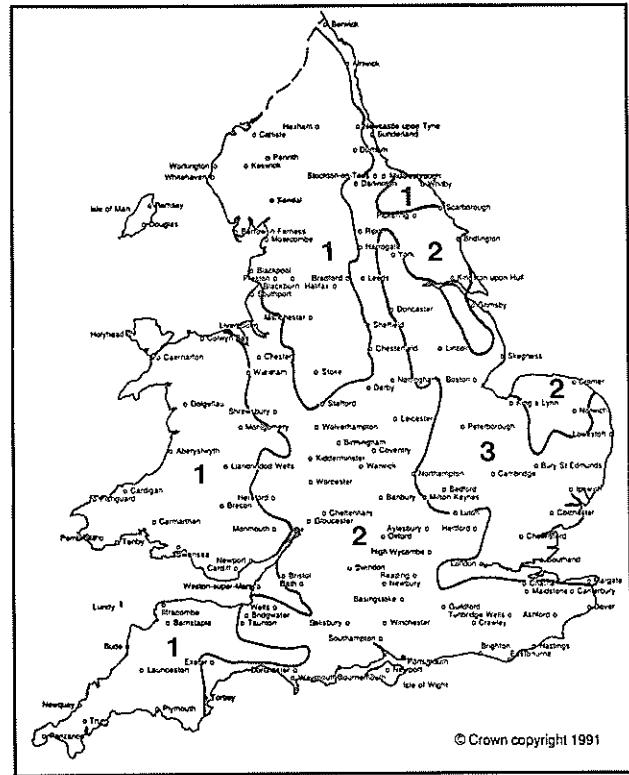 Berwick
Alnwick
Hexham
Newcastle upon Tyne
Carlisle
Sunderland
Durham
Penrith
Workington
Keswick
Whitehaven
Stockton-on Tees
Middlesbrough
Darlington
Whitby
1
Isle of Man
Ramsey
Kendal
Scarborough
Pickering
Douglas
Barrow in Furness
Ripon
Morecambe
1
Harrogate
2
Bridlington
York
Blackpool
Preston
Bradford
Leeds
Kingston upon Hull
Blackburn
Halifax
Southport
Grimsby
Manchester
Doncaster
Liverpool
Sheffield
Holyhead
Colwyn Bay
Chester
Chesterfield
Lincoln
Skegness
Caernarfon
Wrexham
Stoke
Derby
Nottingham
Boston
2
Cromer
Dolgellau
Stafford
King's Lynn
Norwich
Shrewsbury
Leicester
Montgomery
Wolverhampton
Peterborough
Lowestoft
Birmingham
3
Aberystwyth
Coventry
Kidderminster
1
Llandrindod Wells
Warwick
Bury St Edmunds
Northampton
Cambridge
Worcester
Cardigan
Bedford
Ipswich
Fishguard
Hereford
Banbury
Milton Keynes
Brecon
Cheltenham
Luton
Colchester
Carmarthen
Gloucester
Monmouth
2
Aylesbury
Hertford
Oxford
Chelmsford
Pembroke
Tenby
Swansea
High Wycombe
Newport
Cardiff
London
Southend
Swindon
Bristol
Reading
Margate
Weston-super-Mare
Bath
Newbury
Chatham
Maidstone
Canterbury
Lundy
Ilfracombe
Wells
Basingstoke
Guildford
Dover
Barnstaple
Bridgwater
Tunbridge Wells
Ashford
Taunton
Salisbury
Winchester
Crawley
Bude
1
Southampton
Brighton
Hastings
Exeter
Eastbourne
Portsmouth
Launceston
Dorchester
Newport
Weymouth
Bournemouth
Isle of Wight
Torbay
Newquay
Plymouth
Truro
Penzance
© Crown copyright 1991